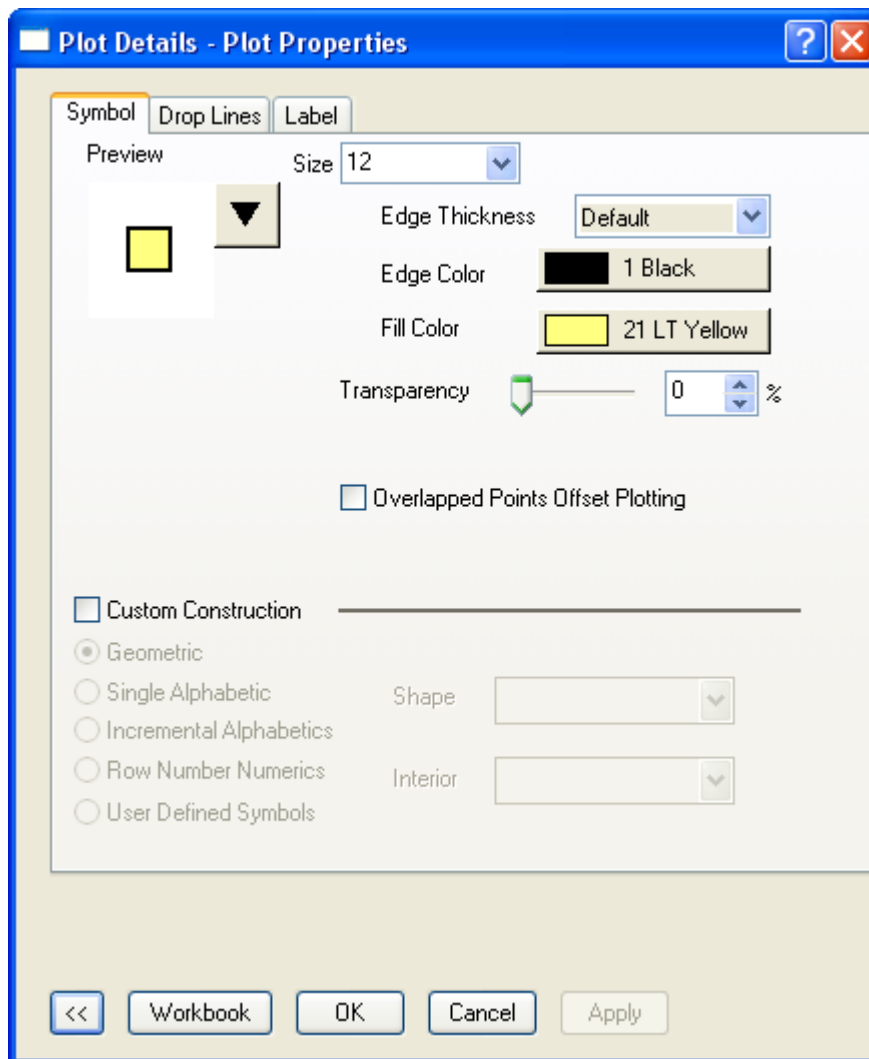 Plot Details - Plot Properties
Symbol
Drop Lines
Label
Preview
Size 12
Edge Thickness Default
Edge Color 1 Black
Fill Color 21 LT Yellow
Transparency 0 %
Overlapped Points Offset Plotting
Custom Construction
Geometric
Single Alphabetic
Shape
Incremental Alphabetics
Row Number Numerics
Interior
User Defined Symbols
<< Workbook OK Cancel Apply